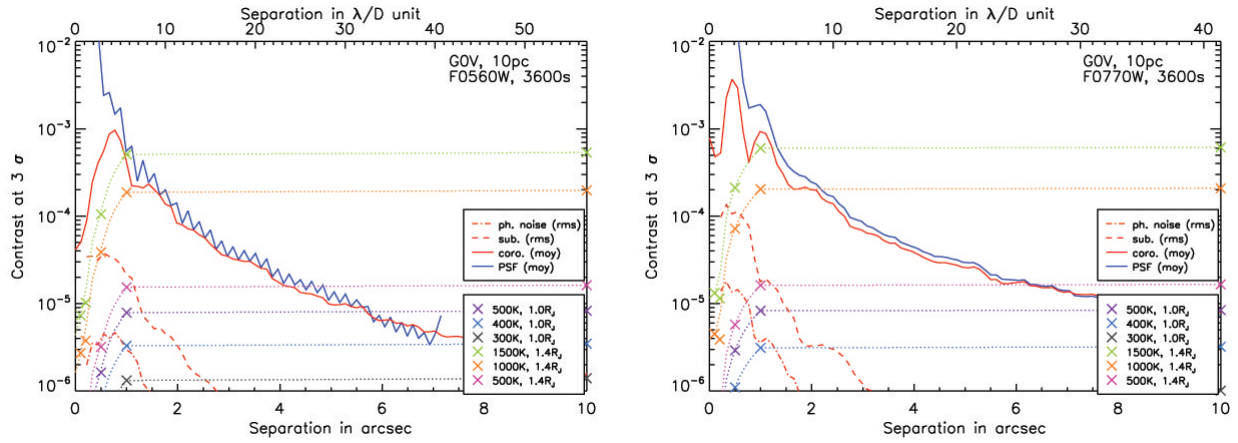 Separation in λ/D unit
0 10 20 30 40 50
10⁻² 10⁻³ 10⁻⁴ 10⁻⁵ 10⁻⁶
Contrast at 3 σ
G0V, 10pc
F0560W, 3600s
ph. noise (rms)
sub. (rms)
coro. (moy)
PSF (moy)
500K, 1.0RJ
400K, 1.0RJ
300K, 1.0RJ
1500K, 1.4RJ
1000K, 1.4RJ
500K, 1.4RJ
0 2 4 6 8 10
Separation in arcsec
Separation in λ/D unit
0 10 20 30 40
10⁻² 10⁻³ 10⁻⁴ 10⁻⁵ 10⁻⁶
Contrast at 3 σ
G0V, 10pc
F0770W, 3600s
ph. noise (rms)
sub. (rms)
coro. (moy)
PSF (moy)
500K, 1.0RJ
400K, 1.0RJ
300K, 1.0RJ
1500K, 1.4RJ
1000K, 1.4RJ
500K, 1.4RJ
0 2 4 6 8 10
Separation in arcsec